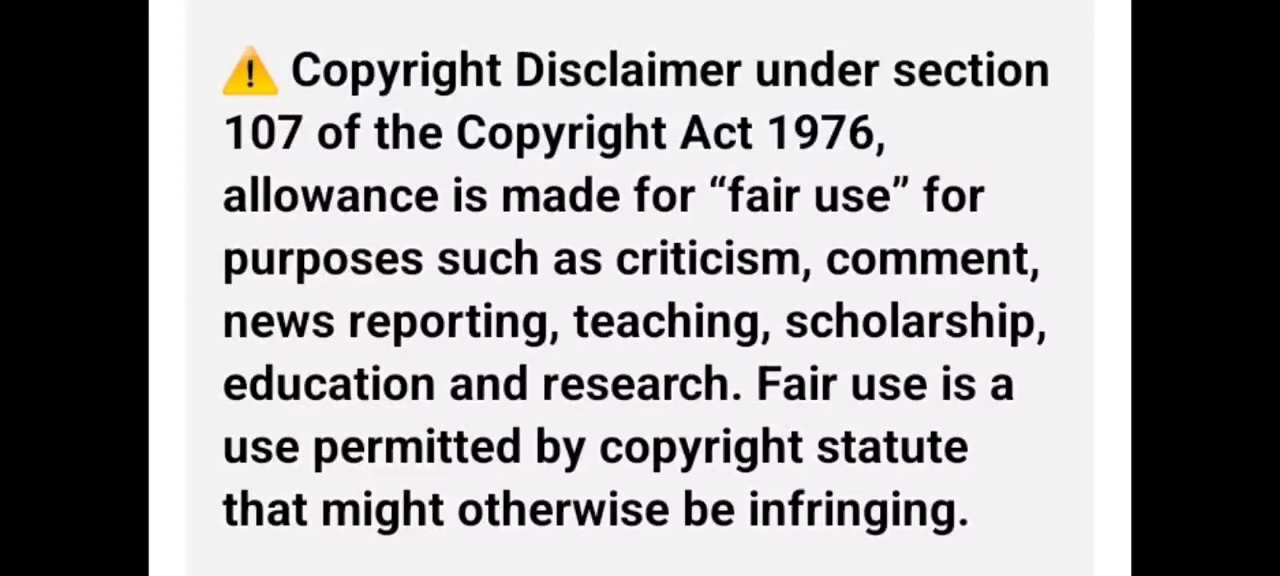 ⚠️ Copyright Disclaimer under section
107 of the Copyright Act 1976,
allowance is made for “fair use” for
purposes such as criticism, comment,
news reporting, teaching, scholarship,
education and research. Fair use is a
use permitted by copyright statute
that might otherwise be infringing.